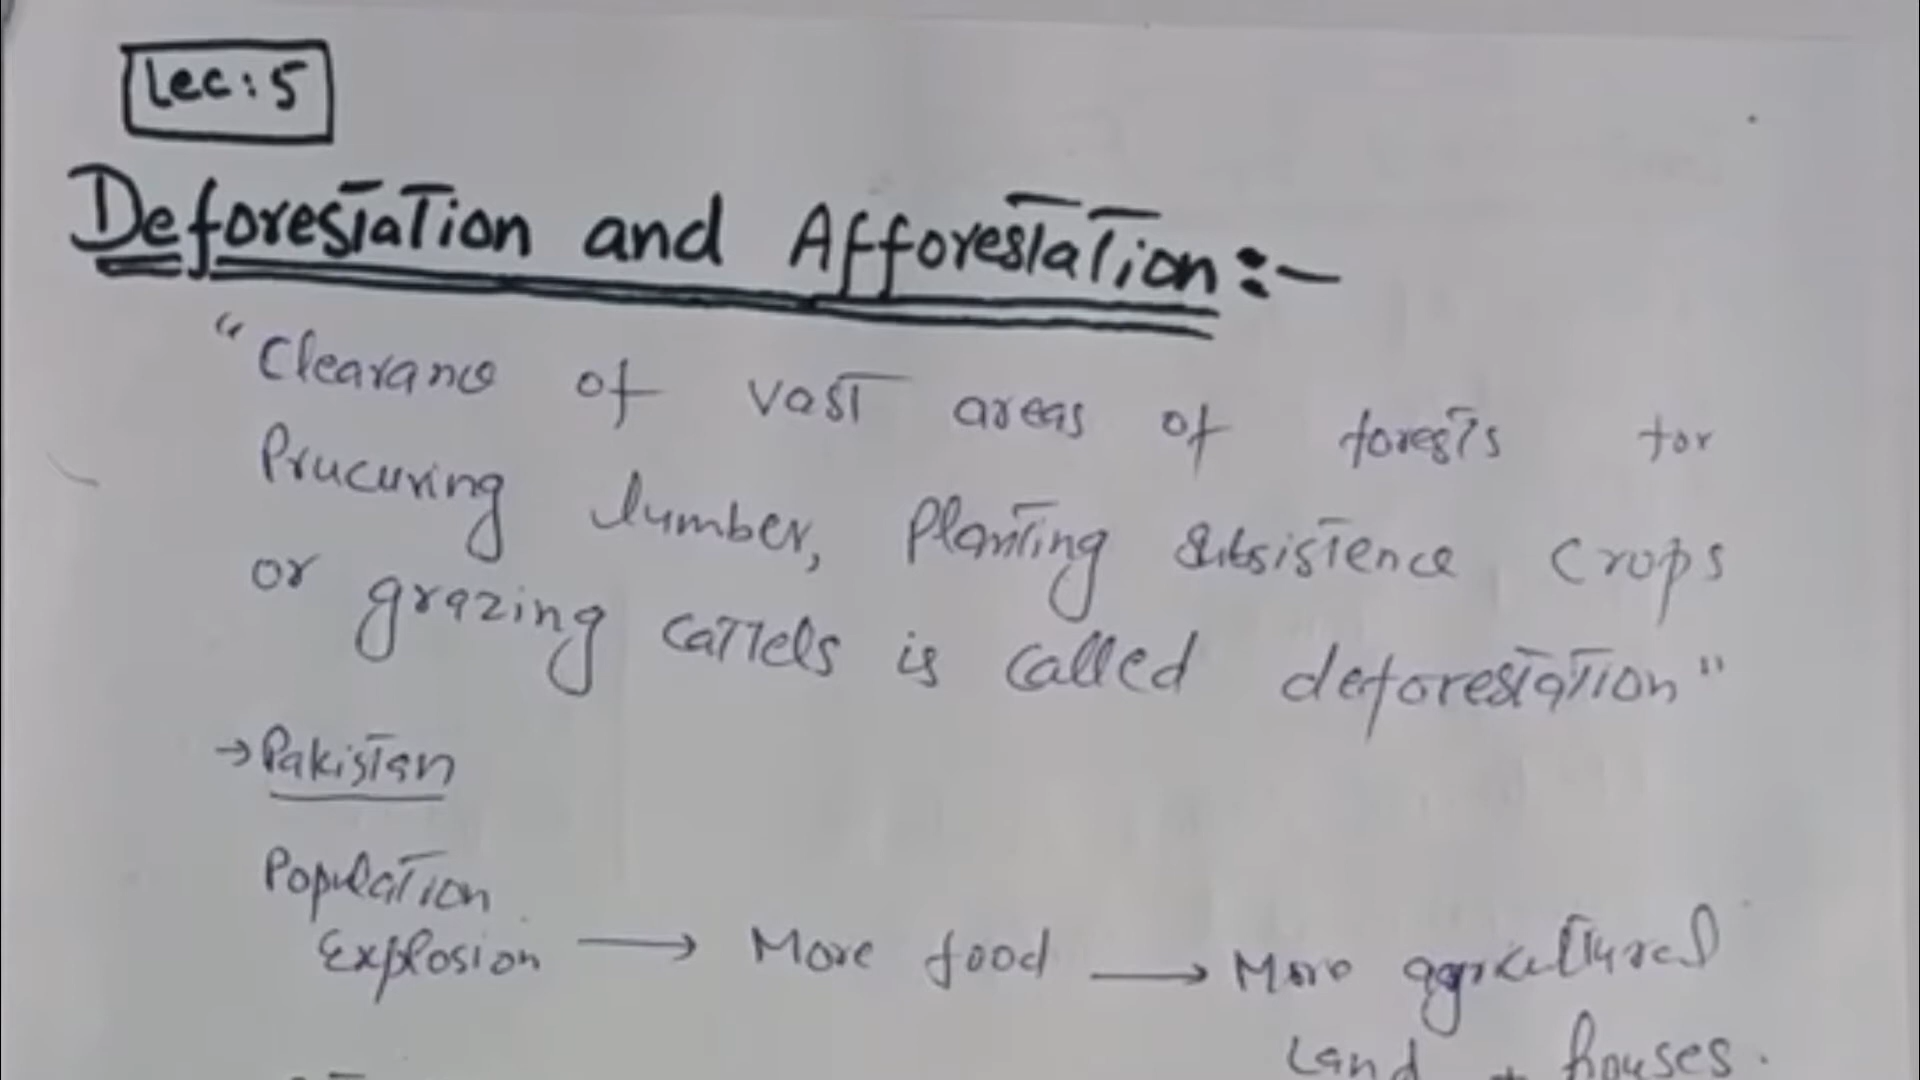 Lec: 5
Deforestation and Afforestation:-
"Clearance of vast areas of forests for
Prucuring lumber, Planting subsistence crops
or grazing cattels is called deforestation"
→ Pakistan
Population
Explosion → More food → More agricultural
Land + houses.